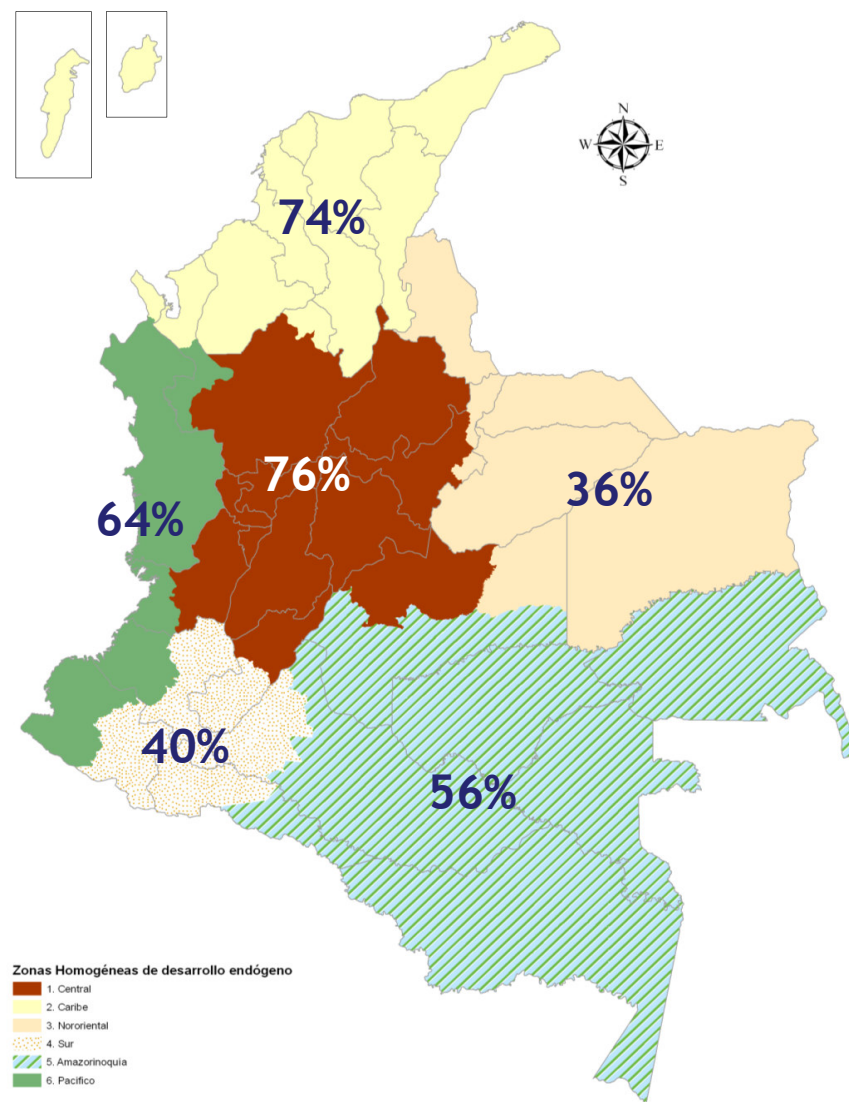 N
W E
S
74%
76%
36%
64%
40%
56%
Zonas Homogéneas de desarrollo endógeno
1. Central
2. Caribe
3. Nororiental
4. Sur
5. Amazorinoquia
6. Pacifico